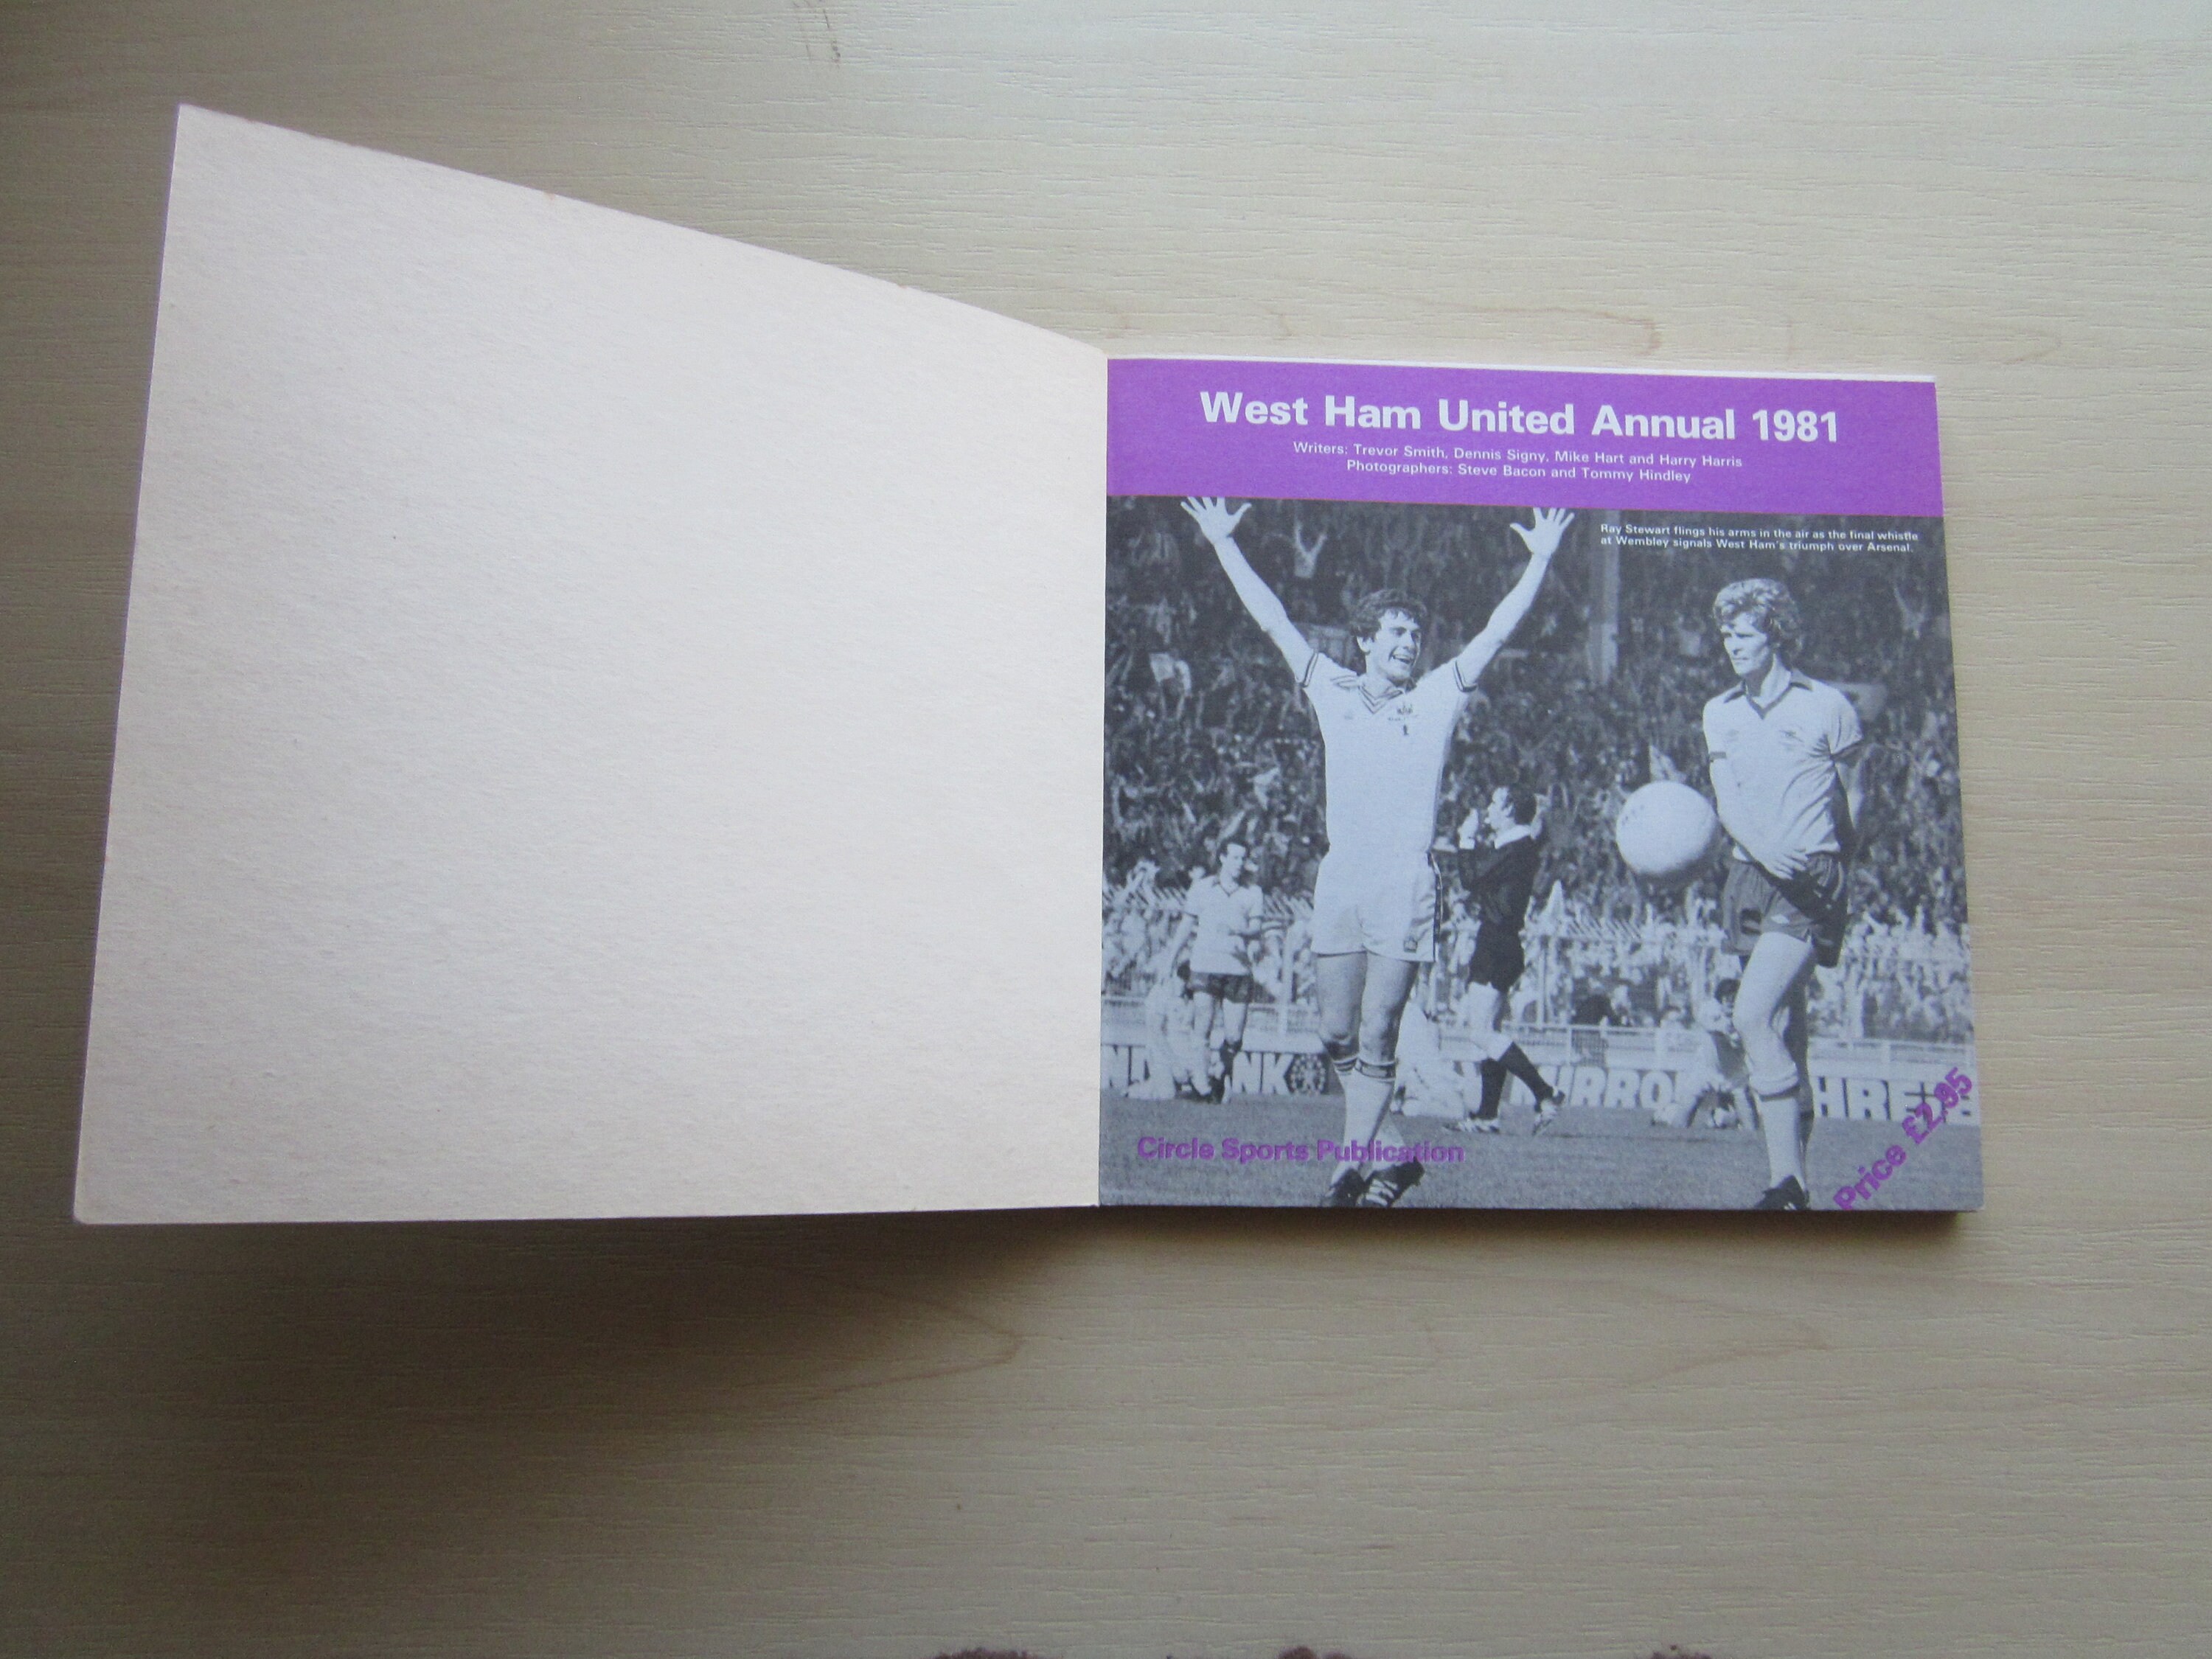 West Ham United Annual 1981
Writers: Trevor Smith, Dennis Signy, Mike Hart and Harry Harris
Photographers: Steve Bacon and Tommy Hindley
Ray Stewart flings his arms in the air as the final whistle
at Wembley signals West Ham's triumph over Arsenal.
Circle Sports Publication
Price £2.95